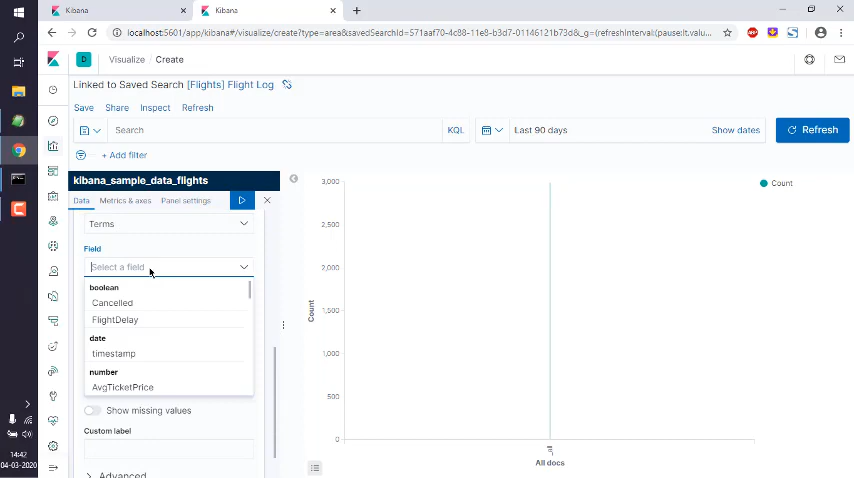 Kibana
Kibana
localhost:5601/app/kibana#/visualize/create?type=area&savedSearchId=571aaf70-4c88-11e8-b3d7-01146121b73d&_g=(refreshInterval:(pause:!t,valu...
D
Visualize
Create
Linked to Saved Search [Flights] Flight Log
Save
Share
Inspect
Refresh
Search
KQL
Last 90 days
Show dates
Refresh
+ Add filter
kibana_sample_data_flights
Data
Metrics & axes
Panel settings
Terms
Field
Select a field
boolean
Cancelled
FlightDelay
date
timestamp
number
AvgTicketPrice
Show missing values
Custom label
Advanced
3,000
2,500
2,000
1,500
1,000
500
0
Count
All docs
Count
14:42
04-03-2020